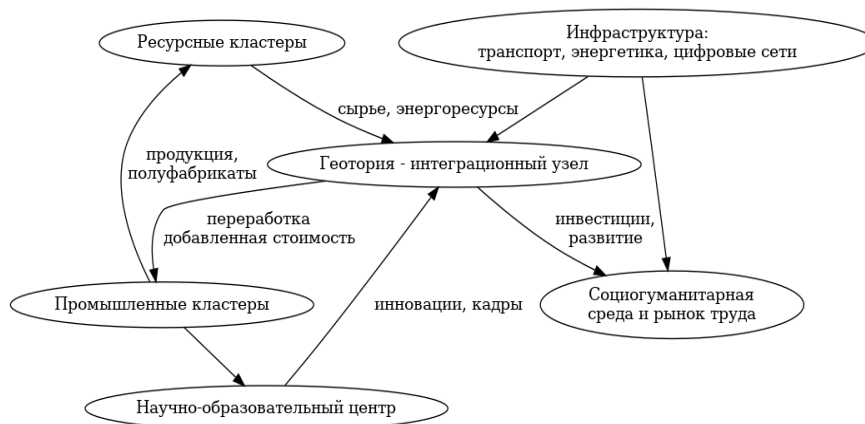 Ресурсные кластеры
Инфраструктура:
транспорт, энергетика, цифровые сети
сырье, энергоресурсы
Геотория - интеграционный узел
продукция,
полуфабрикаты
переработка
добавленная стоимость
инвестиции,
развитие
Промышленные кластеры
инновации, кадры
Социогуманитарная
среда и рынок труда
Научно-образовательный центр